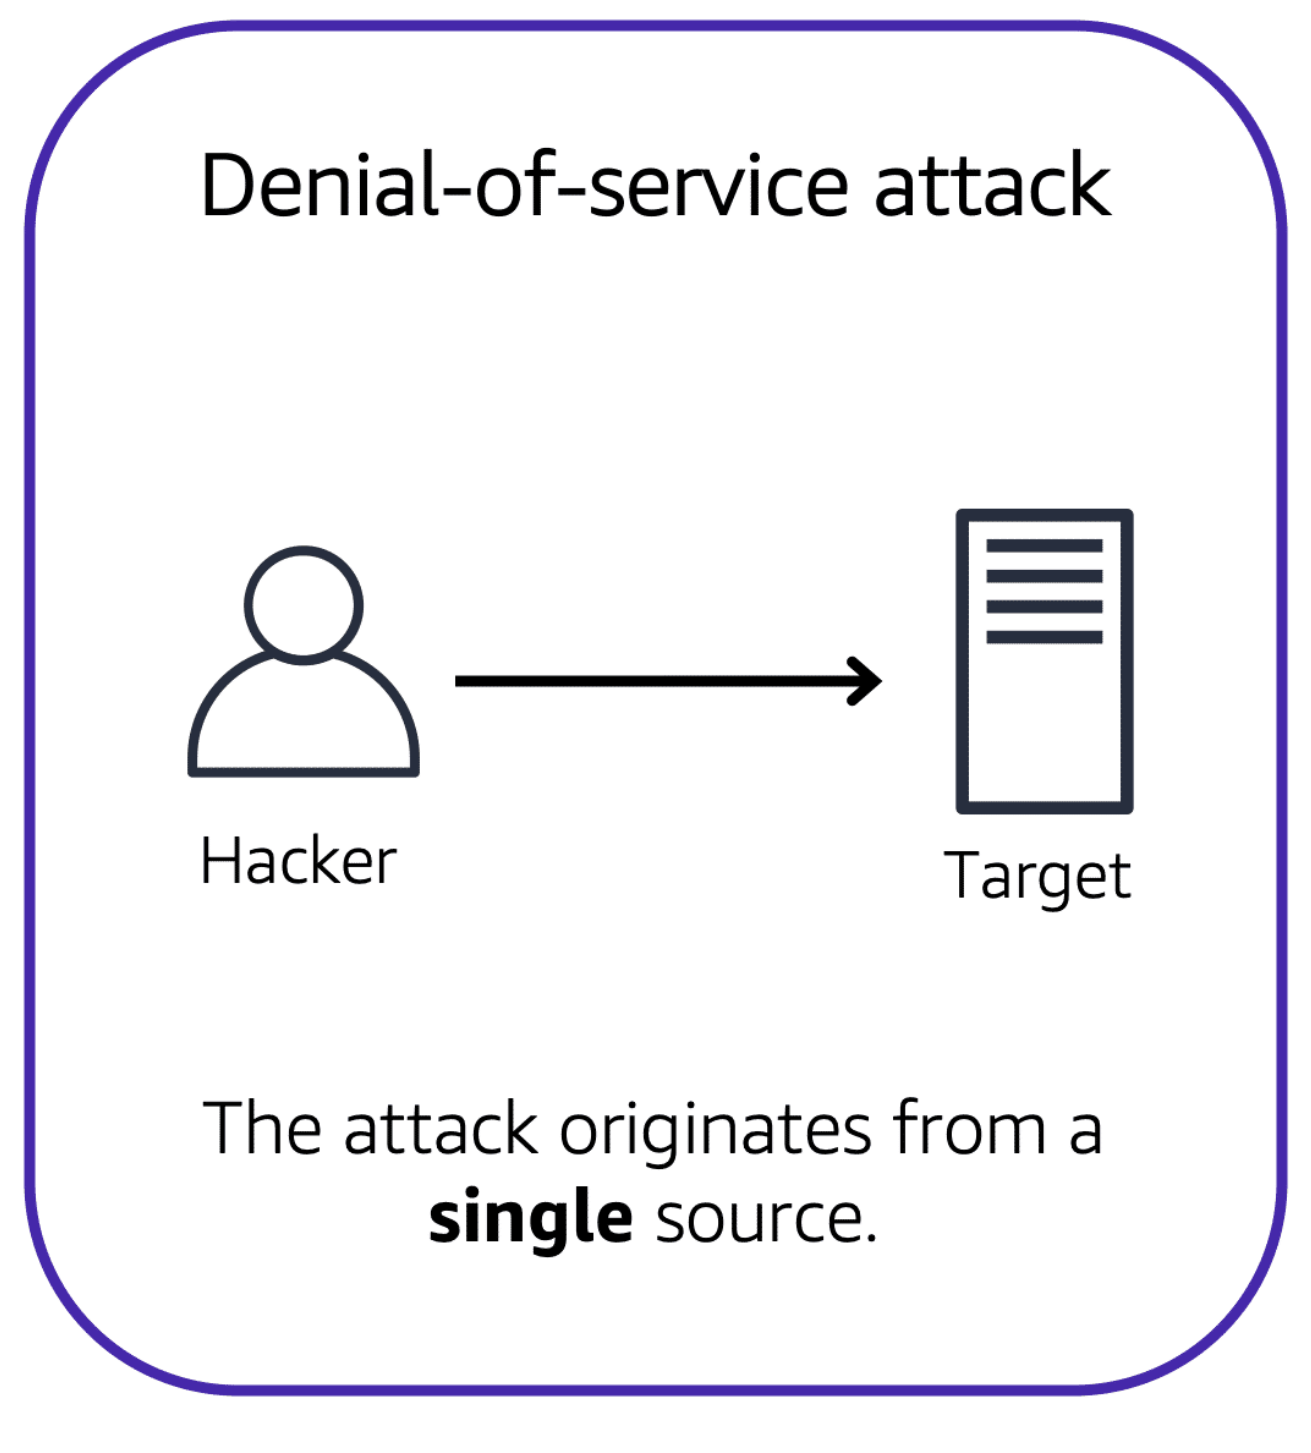 Denial-of-service attack
Hacker
Target
The attack originates from a
single source.